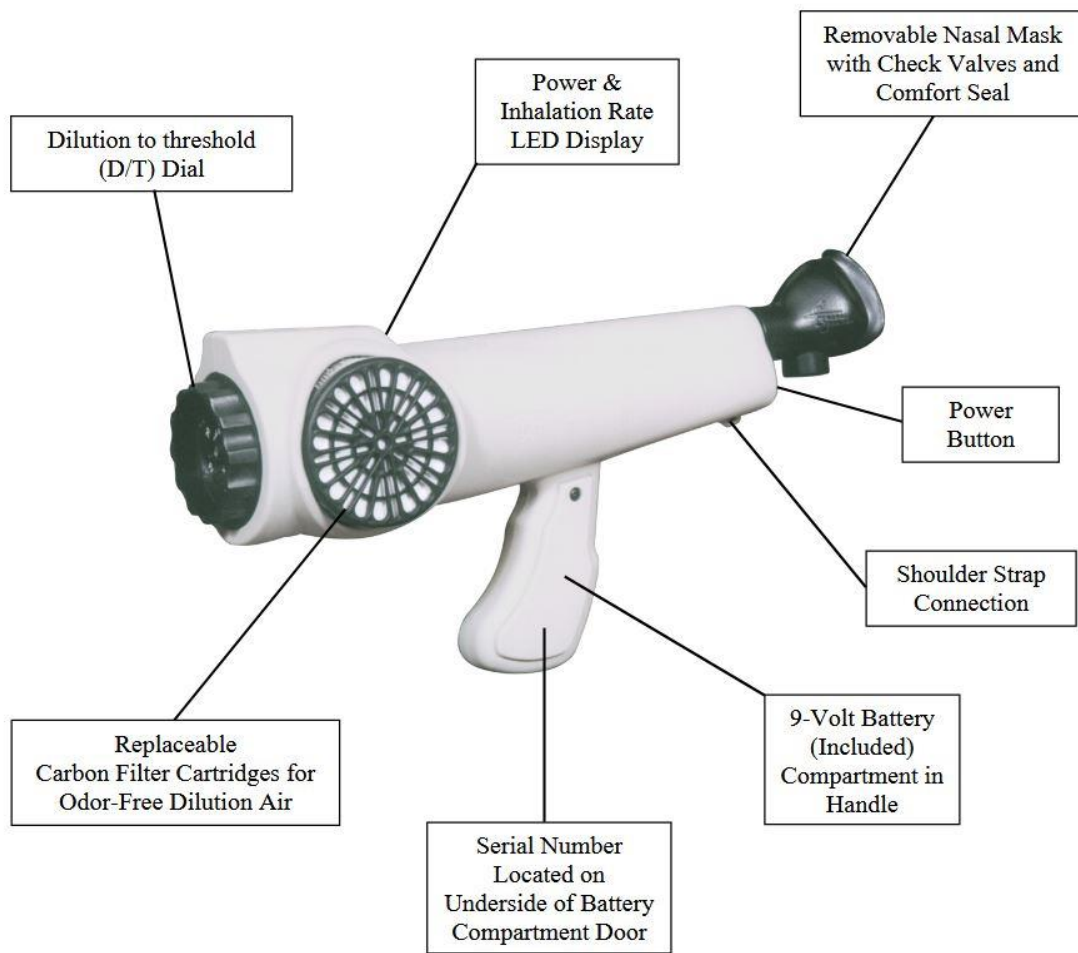 Removable Nasal Mask
with Check Valves and
Comfort Seal
Power &
Inhalation Rate
LED Display
Dilution to threshold
(D/T) Dial
Power
Button
Shoulder Strap
Connection
9-Volt Battery
(Included)
Compartment in
Handle
Replaceable
Carbon Filter Cartridges for
Odor-Free Dilution Air
Serial Number
Located on
Underside of Battery
Compartment Door